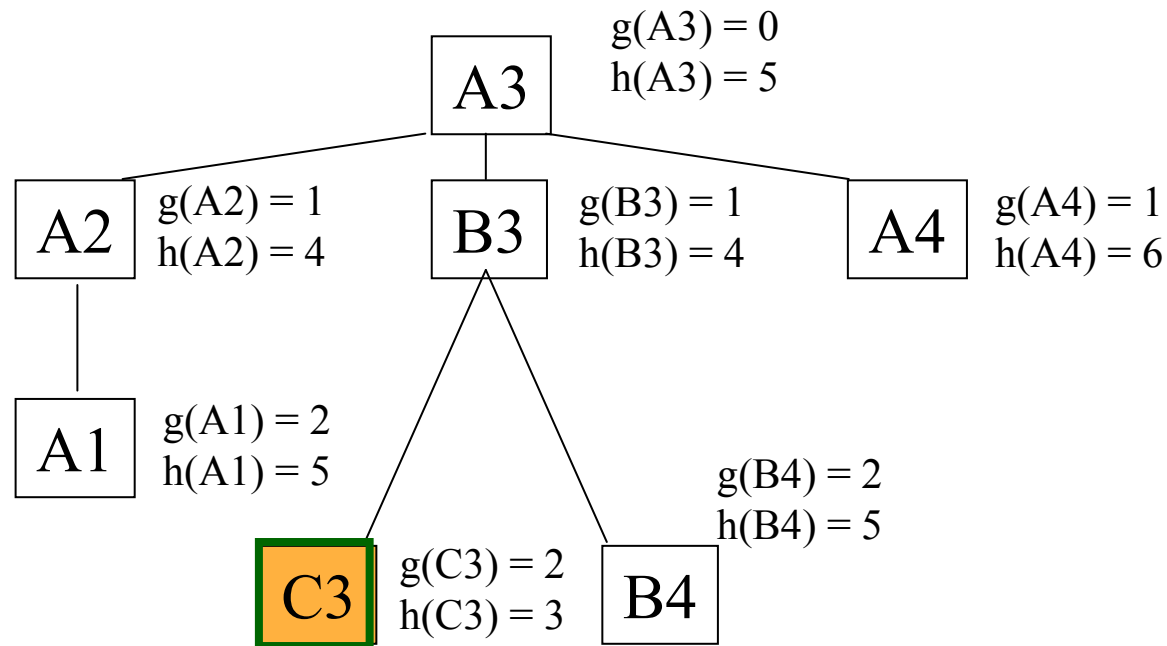 g(A3) = 0
h(A3) = 5
A3
A2
g(A2) = 1
h(A2) = 4
B3
g(B3) = 1
h(B3) = 4
A4
g(A4) = 1
h(A4) = 6
A1
g(A1) = 2
h(A1) = 5
g(B4) = 2
h(B4) = 5
C3
g(C3) = 2
h(C3) = 3
B4